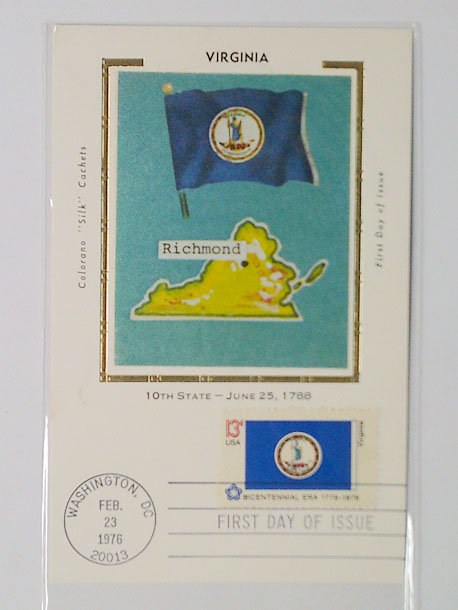 VIRGINIA
Colorano "Silk" Cachets
First Day of Issue
Richmond
10TH STATE — JUNE 25, 1788
13¢
USA
Virginia
BICENTENNIAL ERA 1776-1976
WASHINGTON, DC
FEB.
23
1976
20013
FIRST DAY OF ISSUE